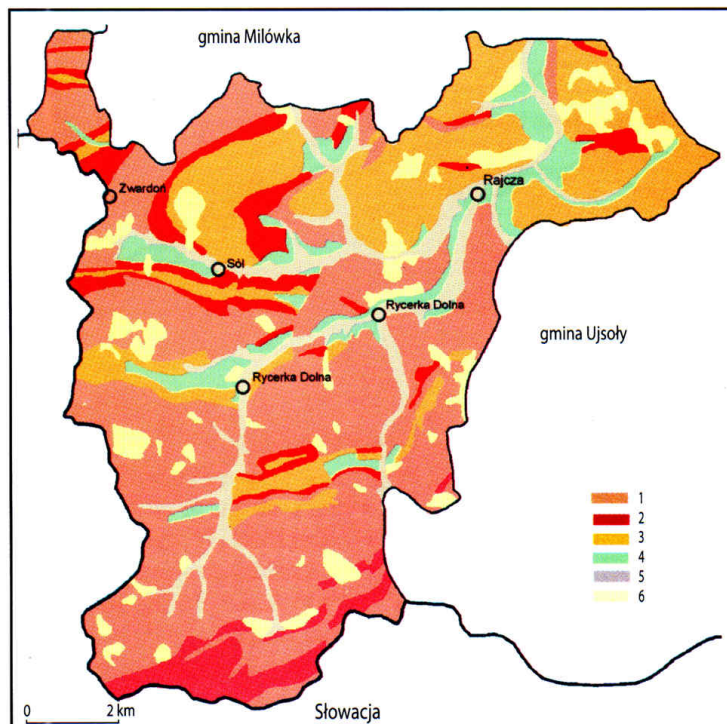 gmina Milówka
Zwardoń
Rajcza
Sól
Rycerka Dolna
gmina Ujsoły
Rycerka Dolna
1
2
3
4
5
6
0 2 km
Słowacja